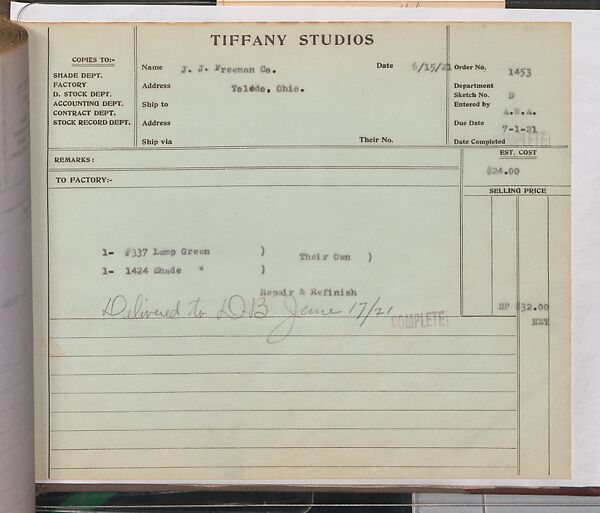 TIFFANY STUDIOS
COPIES TO:-
SHADE DEPT.
FACTORY
D. STOCK DEPT.
ACCOUNTING DEPT.
CONTRACT DEPT.
STOCK RECORD DEPT.
Name J. J. Freeman Co. Date 6/15/21
Address Toledo, Ohio.
Ship to
Address
Ship via Their No.
Order No. 1453
Department
Sketch No. D
Entered by
Due Date 7-1-21
Date Completed
REMARKS:
EST. COST
$24.00
TO FACTORY:-
SELLING PRICE
1- #337 Lamp Green ) Their Own )
1- 1424 Shade " )
Repair & Refinish
SP $32.00
NET
Delivered to D.B June 17/21
COMPLETE